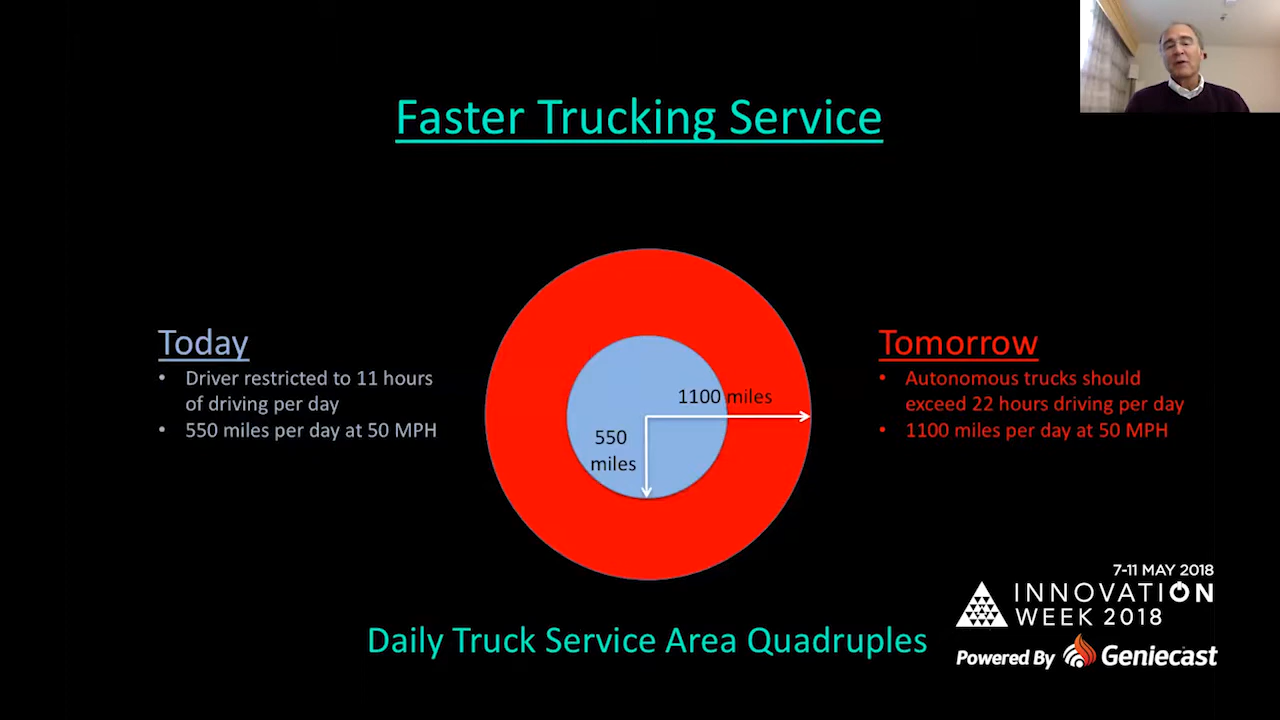 Faster Trucking Service
Today
• Driver restricted to 11 hours
of driving per day
• 550 miles per day at 50 MPH
1100 miles
550
miles
Tomorrow
• Autonomous trucks should
exceed 22 hours driving per day
• 1100 miles per day at 50 MPH
Daily Truck Service Area Quadruples
7-11 MAY 2018
INNOVATION
WEEK 2018
Powered By Geniecast